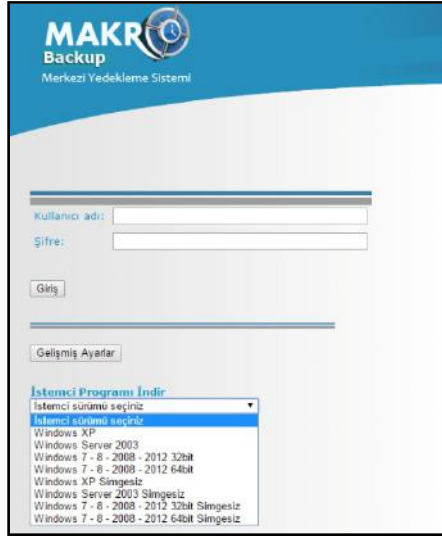 MAKRO
Backup
Merkezi Yedekleme Sistemi
Kullanıcı adı:
Şifre:
Giriş
Gelişmiş Ayarlar
İstemci Programı İndir
İstemci sürümü seçiniz
İstemci sürümü seçiniz
Windows XP
Windows Server 2003
Windows 7 - 8 - 2008 - 2012 32bit
Windows 7 - 8 - 2008 - 2012 64bit
Windows XP Simgesiz
Windows Server 2003 Simgesiz
Windows 7 - 8 - 2008 - 2012 32bit Simgesiz
Windows 7 - 8 - 2008 - 2012 64bit Simgesiz